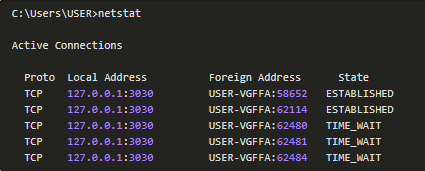 C:\Users\USER>netstat
Active Connections
Proto  Local Address          Foreign Address        State
TCP    127.0.0.1:3030         USER-VGFFA:58652       ESTABLISHED
TCP    127.0.0.1:3030         USER-VGFFA:62114       ESTABLISHED
TCP    127.0.0.1:3030         USER-VGFFA:62480       TIME_WAIT
TCP    127.0.0.1:3030         USER-VGFFA:62481       TIME_WAIT
TCP    127.0.0.1:3030         USER-VGFFA:62484       TIME_WAIT